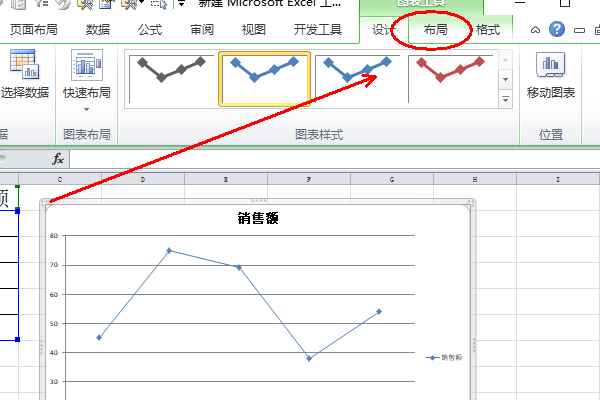 新建 Microsoft Excel 工...
图表工具
页面布局 数据 公式 审阅 视图 开发工具 设计 布局 格式
选择数据 快速布局 移动图表
据 图表布局 图表样式 位置
fx
C D E F G H I
额
销售额
80
70
60
50
40
30
销售额